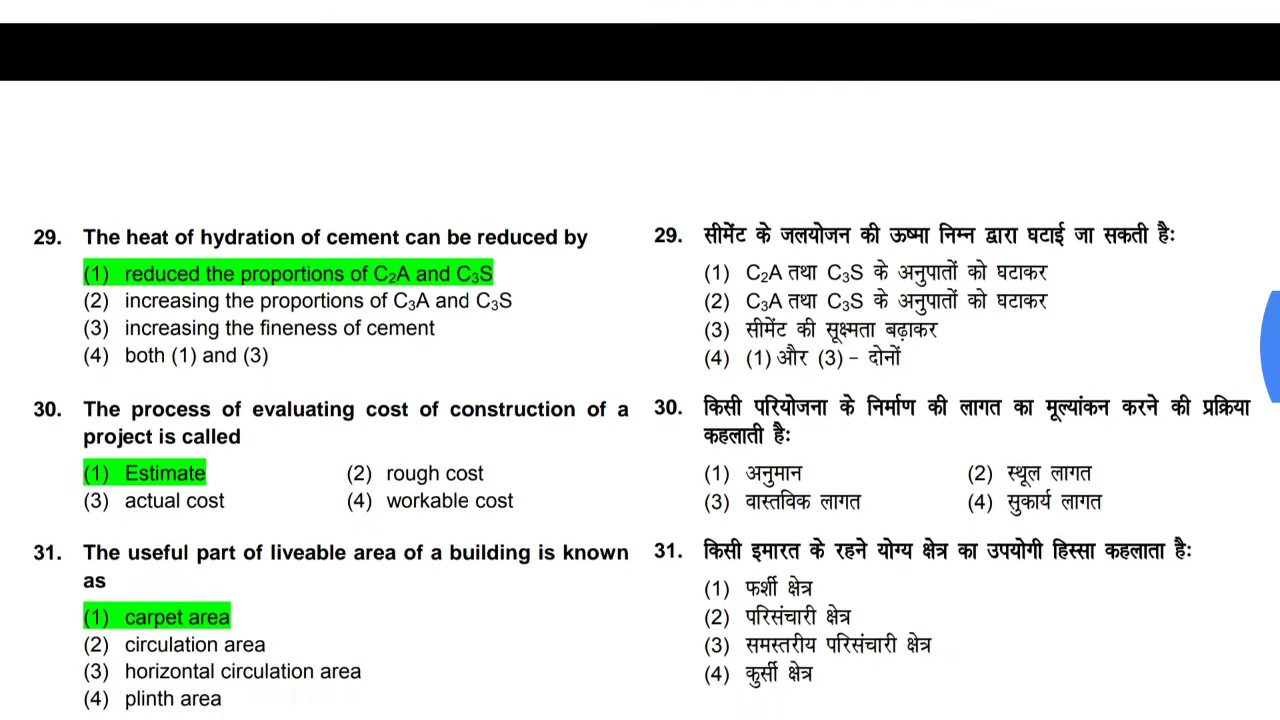 29. The heat of hydration of cement can be reduced by
(1) reduced the proportions of C₂A and C₃S
(2) increasing the proportions of C₃A and C₃S
(3) increasing the fineness of cement
(4) both (1) and (3)
30. The process of evaluating cost of construction of a
project is called
(1) Estimate (2) rough cost
(3) actual cost (4) workable cost
31. The useful part of liveable area of a building is known
as
(1) carpet area
(2) circulation area
(3) horizontal circulation area
(4) plinth area
29. सीमेंट के जलयोजन की ऊष्मा निम्न द्वारा घटाई जा सकती हैः
(1) C₂A तथा C₃S के अनुपातों को घटाकर
(2) C₃A तथा C₃S के अनुपातों को घटाकर
(3) सीमेंट की सूक्ष्मता बढ़ाकर
(4) (1) और (3) – दोनों
30. किसी परियोजना के निर्माण की लागत का मूल्यांकन करने की प्रक्रिया
कहलाती हैः
(1) अनुमान (2) स्थूल लागत
(3) वास्तविक लागत (4) सुकार्य लागत
31. किसी इमारत के रहने योग्य क्षेत्र का उपयोगी हिस्सा कहलाता हैः
(1) फर्शी क्षेत्र
(2) परिसंचारी क्षेत्र
(3) समस्तरीय परिसंचारी क्षेत्र
(4) कुर्सी क्षेत्र